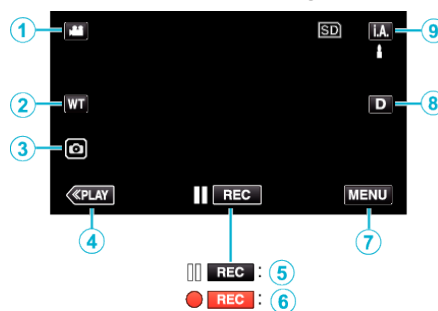 1 SD i.A. 9
2 WT D 8
3
≪PLAY REC MENU
4 7
REC : 5
REC : 6